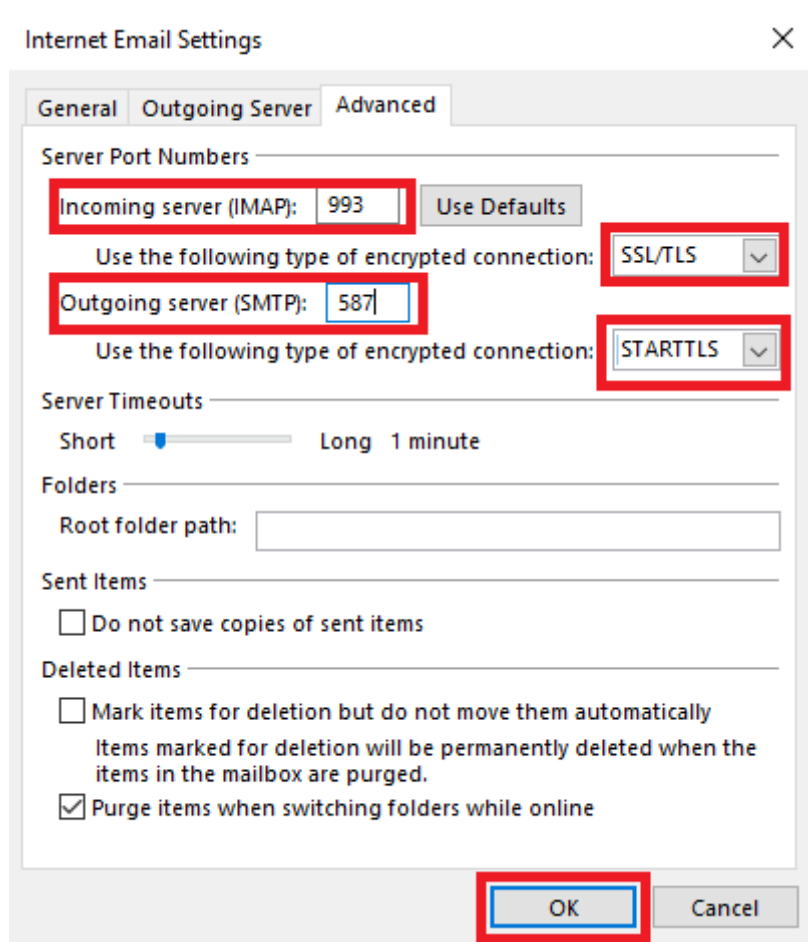 Internet Email Settings
General Outgoing Server Advanced
Server Port Numbers
Incoming server (IMAP): 993 Use Defaults
Use the following type of encrypted connection: SSL/TLS
Outgoing server (SMTP): 587
Use the following type of encrypted connection: STARTTLS
Server Timeouts
Short Long 1 minute
Folders
Root folder path:
Sent Items
Do not save copies of sent items
Deleted Items
Mark items for deletion but do not move them automatically
Items marked for deletion will be permanently deleted when the
items in the mailbox are purged.
Purge items when switching folders while online
OK Cancel